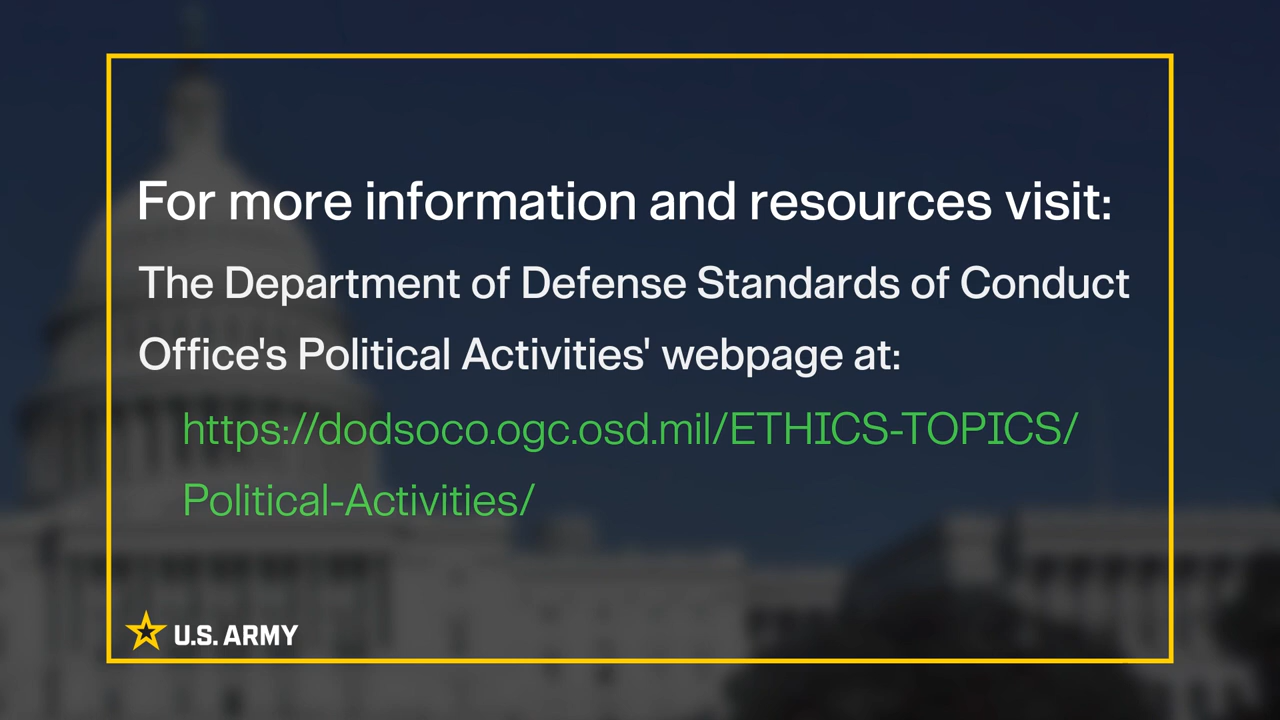 For more information and resources visit:
The Department of Defense Standards of Conduct
Office's Political Activities' webpage at:
https://dodsoco.ogc.osd.mil/ETHICS-TOPICS/
Political-Activities/
U.S. ARMY